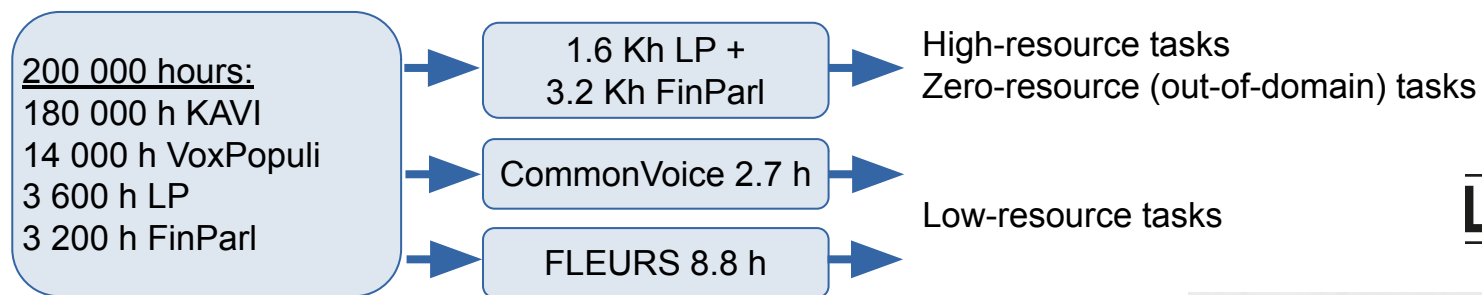 200 000 hours:
180 000 h KAVI
14 000 h VoxPopuli
3 600 h LP
3 200 h FinParl
1.6 Kh LP +
3.2 Kh FinParl
CommonVoice 2.7 h
FLEURS 8.8 h
High-resource tasks
Zero-resource (out-of-domain) tasks
Low-resource tasks